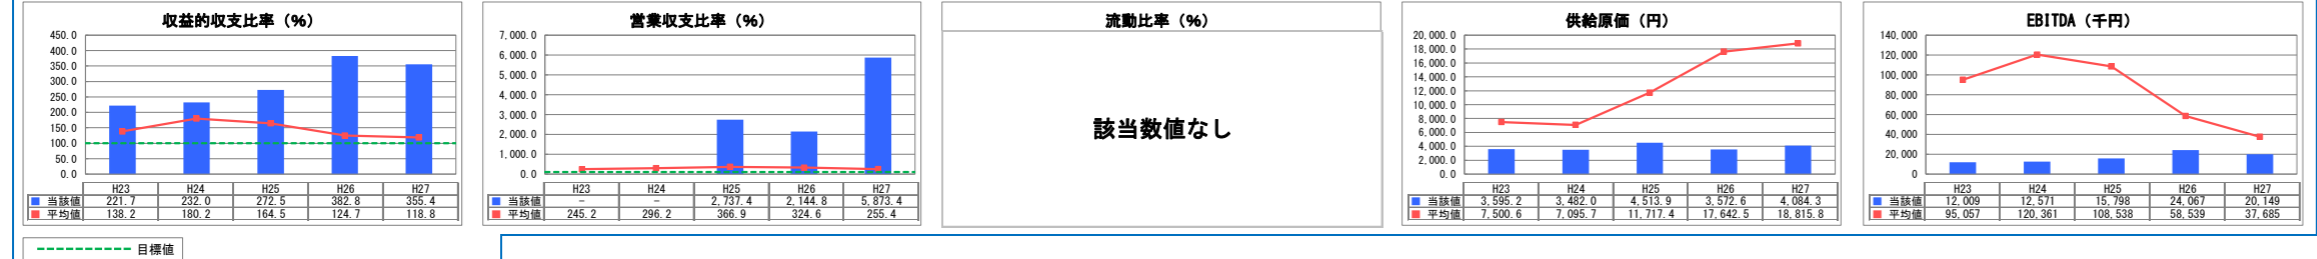 収益的収支比率（％）
450.0
400.0
350.0
300.0
250.0
200.0
150.0
100.0
50.0
0.0
H23 H24 H25 H26 H27
当該値 221.7 232.0 272.5 382.8 355.4
平均値 138.2 180.2 164.5 124.7 118.8
営業収支比率（％）
7,000.0
6,000.0
5,000.0
4,000.0
3,000.0
2,000.0
1,000.0
0.0
H23 H24 H25 H26 H27
当該値 － － 2,737.4 2,144.8 5,873.4
平均値 245.2 296.2 366.9 324.6 255.4
流動比率（％）
該当数値なし
供給原価（円）
20,000.0
18,000.0
16,000.0
14,000.0
12,000.0
10,000.0
8,000.0
6,000.0
4,000.0
2,000.0
0.0
H23 H24 H25 H26 H27
当該値 3,595.2 3,482.0 4,513.9 3,572.6 4,084.3
平均値 7,500.6 7,095.7 11,717.4 17,642.5 18,815.8
EBITDA（千円）
140,000
120,000
100,000
80,000
60,000
40,000
20,000
0
H23 H24 H25 H26 H27
当該値 12,009 12,571 15,798 24,067 20,149
平均値 95,057 120,361 108,538 58,539 37,685
目標値